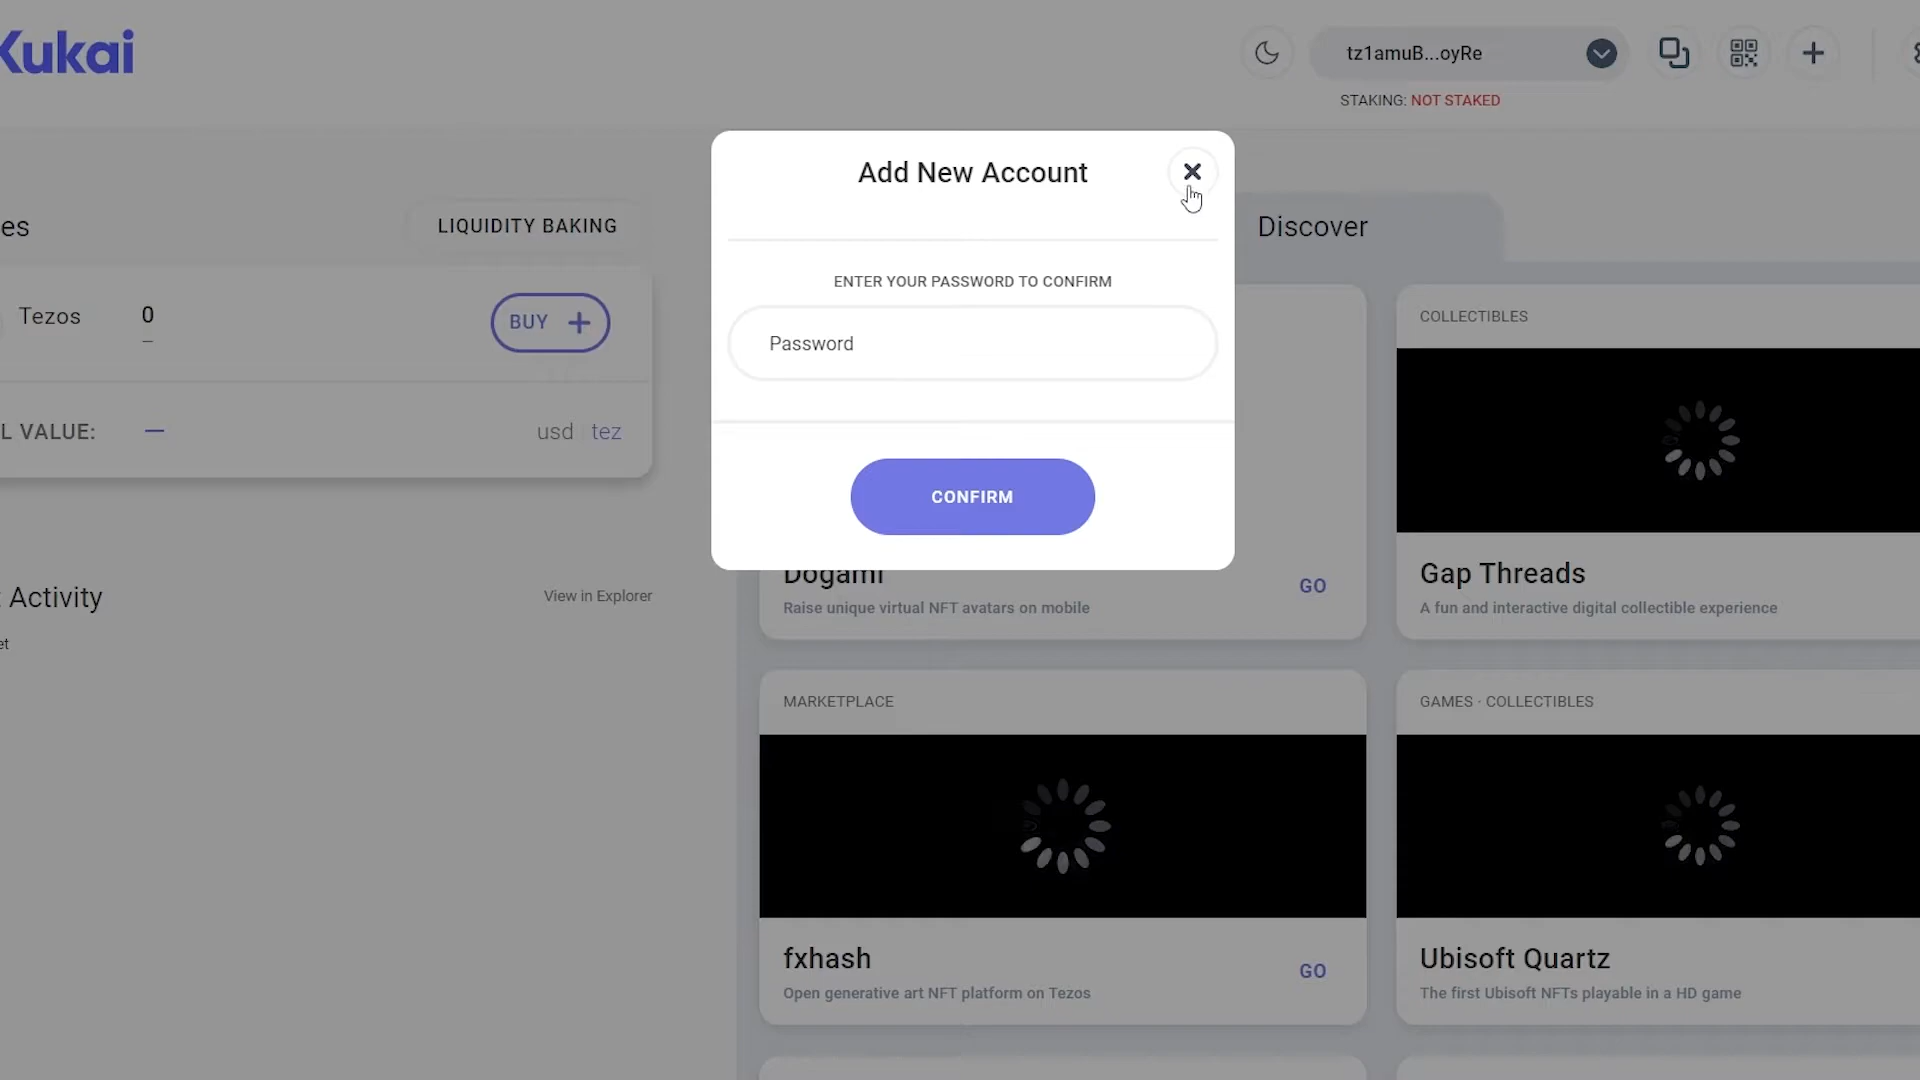 Kukai
tz1amuB...oyRe
STAKING: NOT STAKED
Add New Account
ENTER YOUR PASSWORD TO CONFIRM
Password
CONFIRM
es
LIQUIDITY BAKING
Tezos
0
—
BUY +
L VALUE:
—
usd
tez
Activity
View in Explorer
et
Discover
Dogami
Raise unique virtual NFT avatars on mobile
GO
COLLECTIBLES
Gap Threads
A fun and interactive digital collectible experience
MARKETPLACE
fxhash
Open generative art NFT platform on Tezos
GO
GAMES · COLLECTIBLES
Ubisoft Quartz
The first Ubisoft NFTs playable in a HD game